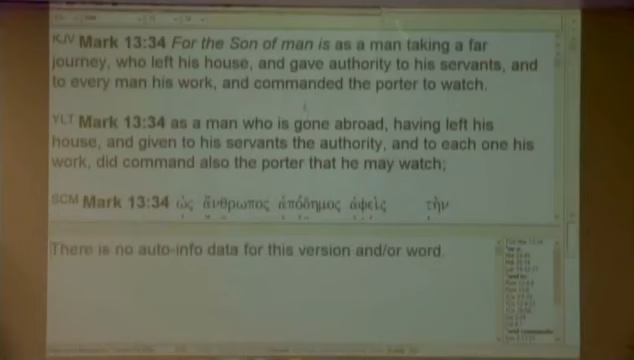 KJV Mark 13:34 For the Son of man is as a man taking a far
journey, who left his house, and gave authority to his servants, and
to every man his work, and commanded the porter to watch.
YLT Mark 13:34 as a man who is gone abroad, having left his
house, and given to his servants the authority, and to each one his
work, did command also the porter that he may watch;
SCM Mark 13:34 ὡς ἄνθρωπος ἀπόδημος ἀφεὶς τὴν
There is no auto-info data for this version and/or word.